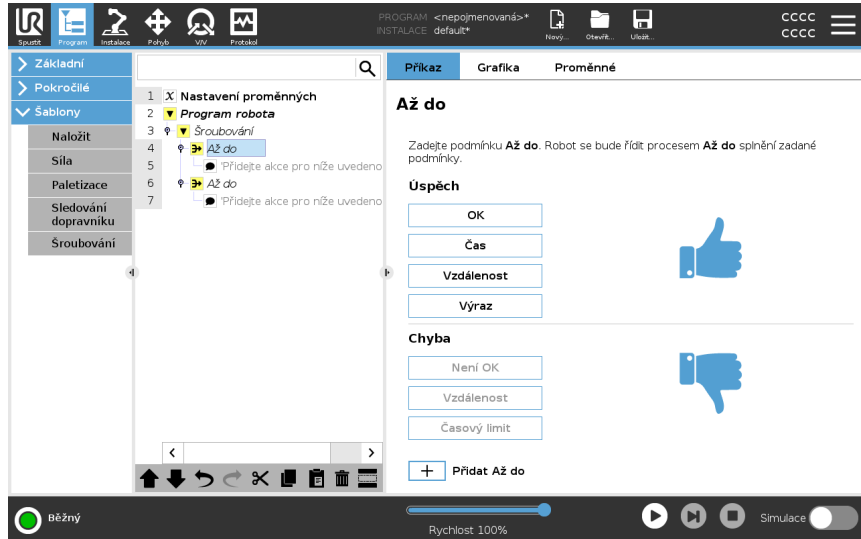 PROGRAM <nepojmenovaná>*
INSTALACE default*
CCCC
CCCC
Spustit
Program
Instalace
Pohyb
V/V
Protokol
Nový...
Otevřít...
Uložit...
Základní
Pokročilé
Šablony
Naložit
Síla
Paletizace
Sledování
dopravníku
Šroubování
1 X Nastavení proměnných
2 Program robota
3 Šroubování
4 Až do
5 'Přidejte akce pro níže uvedeno
6 Až do
7 'Přidejte akce pro níže uvedeno
Příkaz
Grafika
Proměnné
Až do
Zadejte podmínku Až do. Robot se bude řídit procesem Až do splnění zadané
podmínky.
Úspěch
OK
Čas
Vzdálenost
Výraz
Chyba
Není OK
Vzdálenost
Časový limit
Přidat Až do
Běžný
Rychlost 100%
Simulace